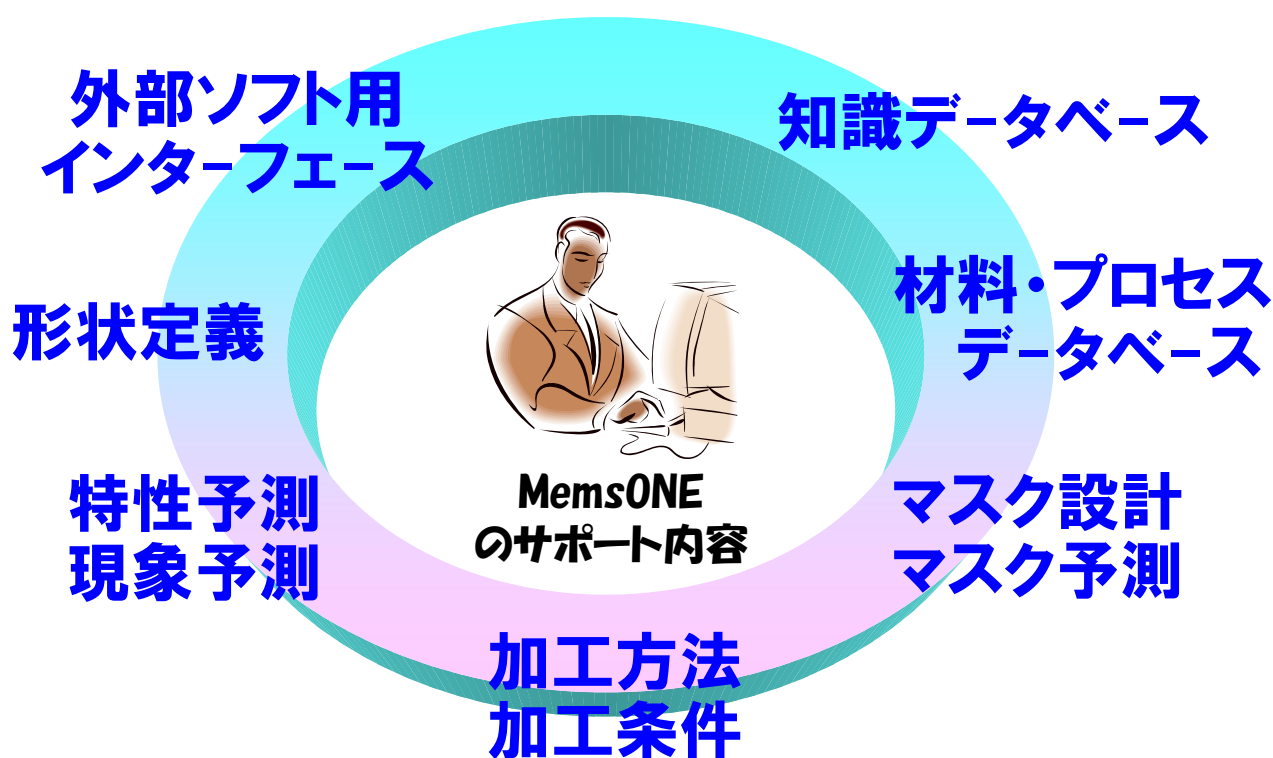 外部ソフト用
インターフェース
知識データベース
形状定義
材料・プロセス
データベース
特性予測
現象予測
MemsONE
のサポート内容
マスク設計
マスク予測
加工方法
加工条件